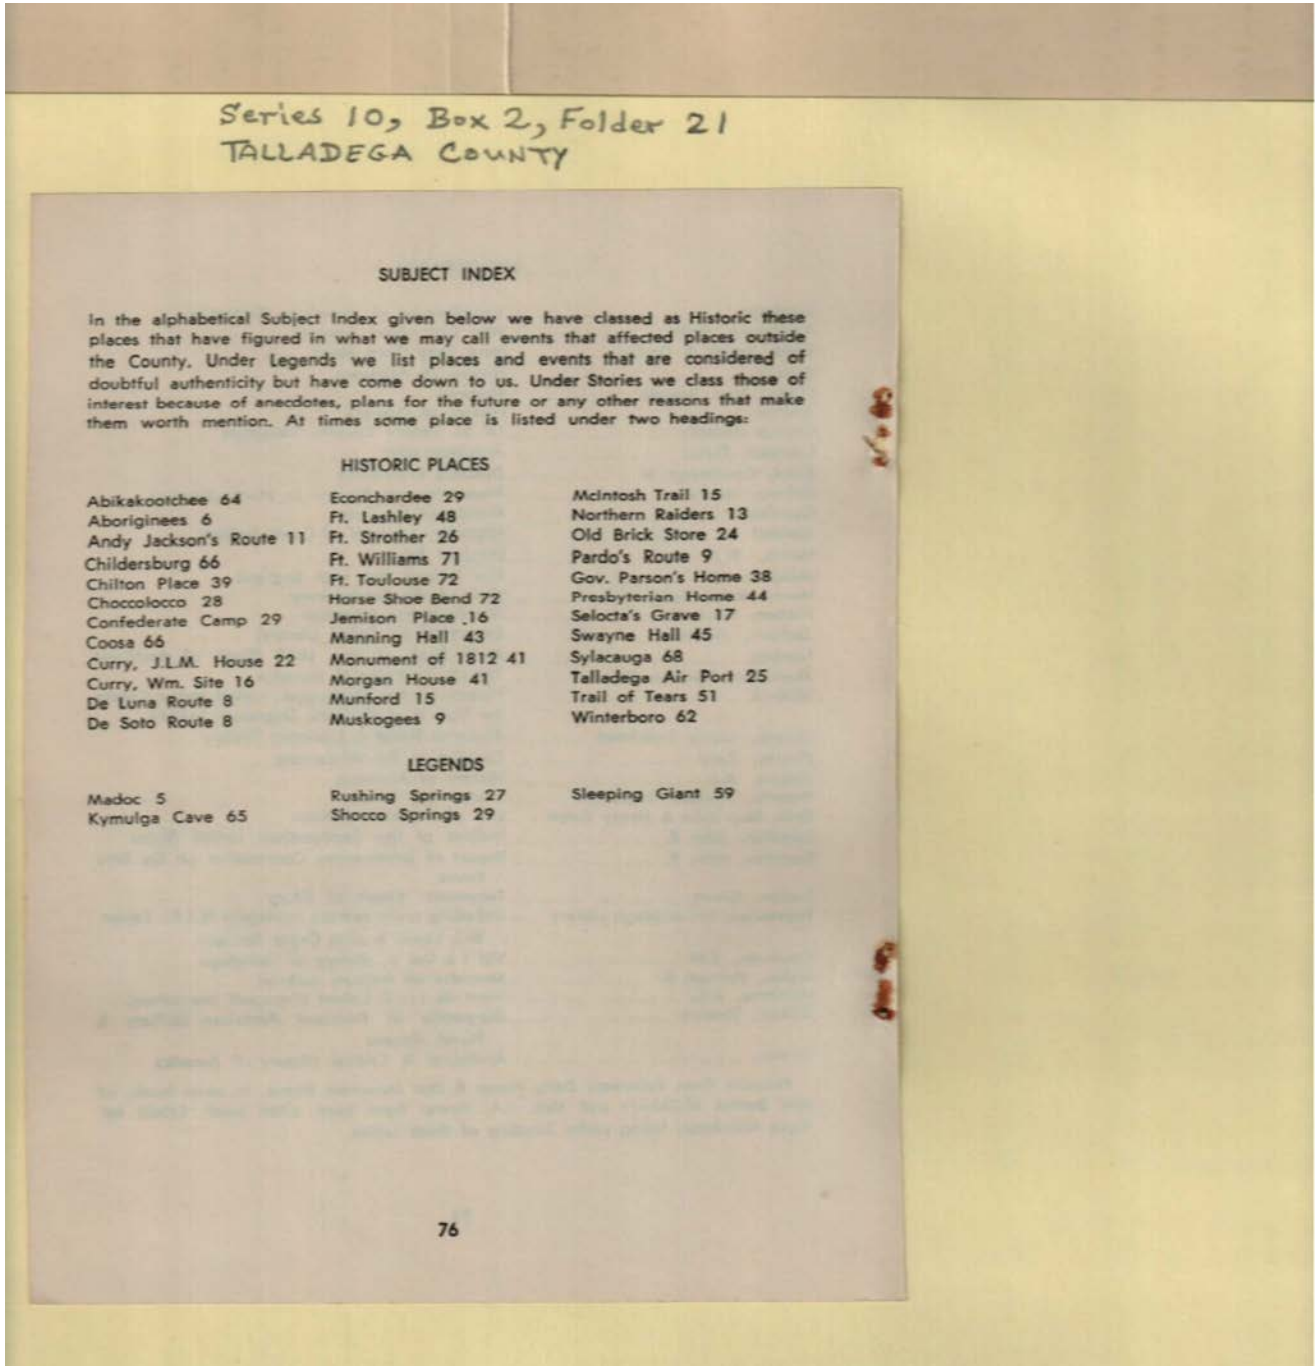 Series 10, Box 2, Folder 21
TALLADEGA COUNTY
SUBJECT INDEX
In the alphabetical Subject Index given below we have classed as Historic these
places that have figured in what we may call events that affected places outside
the County. Under Legends we list places and events that are considered of
doubtful authenticity but have come down to us. Under Stories we class those of
interest because of anecdotes, plans for the future or any other reasons that make
them worth mention. At times some place is listed under two headings:
HISTORIC PLACES
Abikakootchee 64
Aboriginees 6
Andy Jackson's Route 11
Childersburg 66
Chilton Place 39
Choccolocco 28
Confederate Camp 29
Coosa 66
Curry, J.L.M. House 22
Curry, Wm. Site 16
De Luna Route 8
De Soto Route 8
Econchardee 29
Ft. Lashley 48
Ft. Strother 26
Ft. Williams 71
Ft. Toulouse 72
Horse Shoe Bend 72
Jemison Place .16
Manning Hall 43
Monument of 1812 41
Morgan House 41
Munford 15
Muskogees 9
McIntosh Trail 15
Northern Raiders 13
Old Brick Store 24
Pardo's Route 9
Gov. Parson's Home 38
Presbyterian Home 44
Selocta's Grave 17
Swayne Hall 45
Sylacauga 68
Talladega Air Port 25
Trail of Tears 51
Winterboro 62
LEGENDS
Madoc 5
Kymulga Cave 65
Rushing Springs 27
Shocco Springs 29
Sleeping Giant 59
76